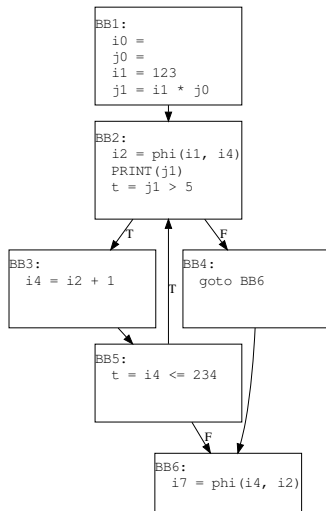 BB1:
i0 =
j0 =
i1 = 123
j1 = i1 * j0
BB2:
i2 = phi(i1, i4)
PRINT(j1)
t = j1 > 5
T
F
BB3:
i4 = i2 + 1
BB4:
goto BB6
T
BB5:
t = i4 <= 234
F
BB6:
i7 = phi(i4, i2)